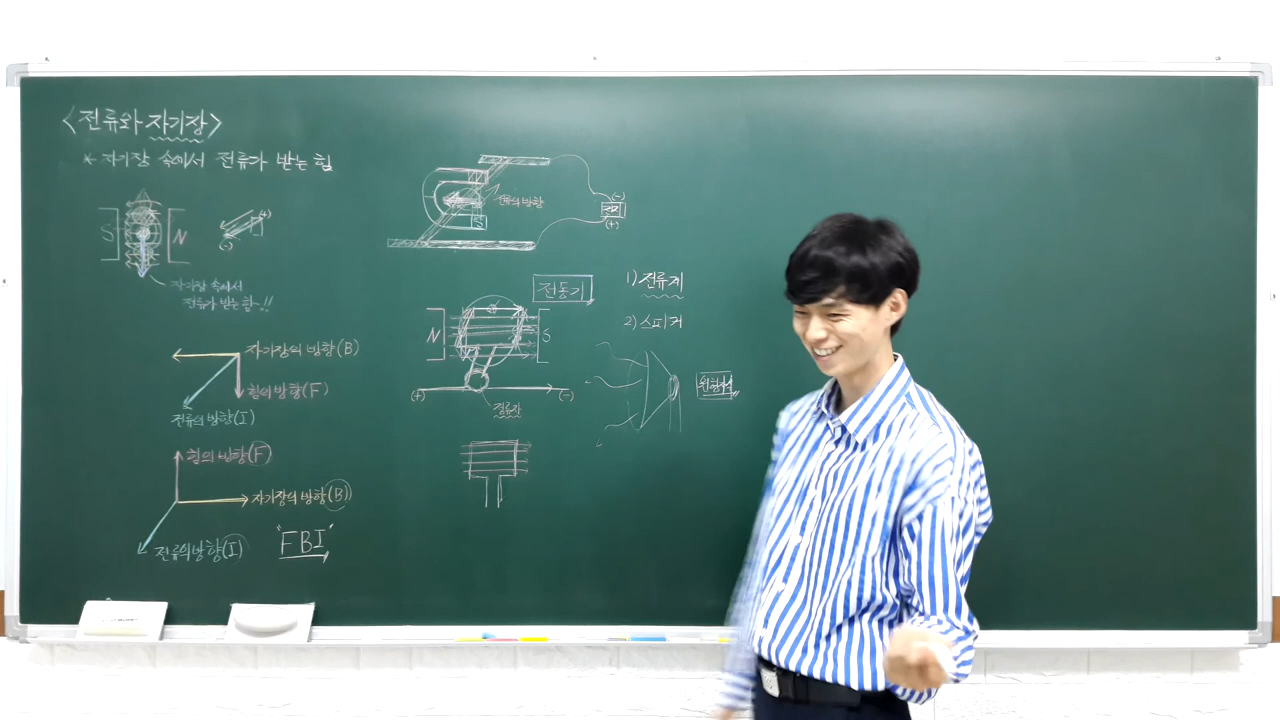 <전류와 자기장>
* 자기장 속에서 전류가 받는 힘
S N
(+)
(-)
자기장 속에서
전류가 받는 힘~!!
자기장의 방향(B)
힘의 방향(F)
전류의 방향(I)
힘의 방향(F)
자기장의 방향(B)
전류의 방향(I)
"FBI"
전류의 방향
(-)
(+)
S
전동기
N S
(+) (-)
정류자
1) 전류계
2) 스피커